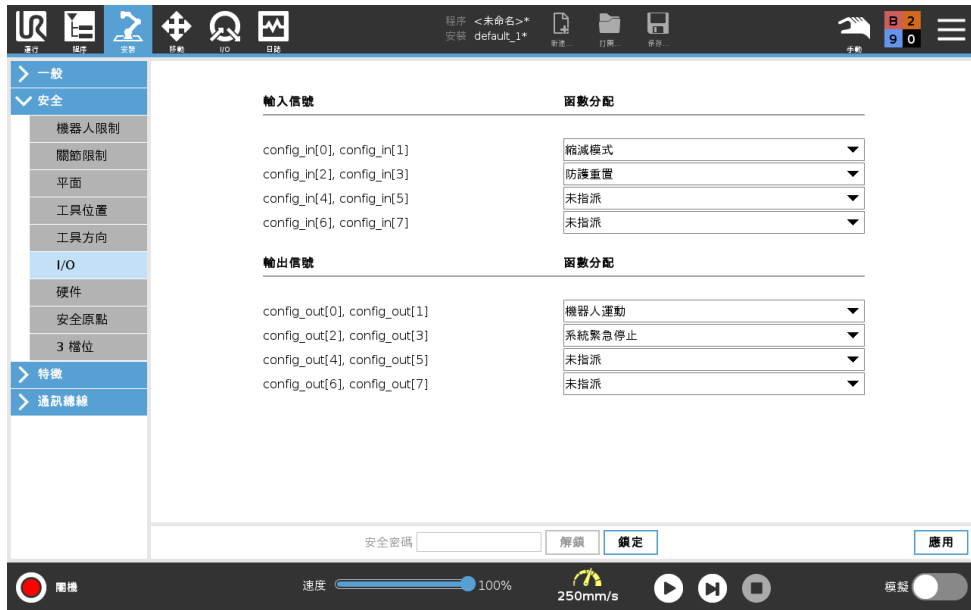 程序 <未命名>*
安裝 default_1*
運行 程序 安裝 移動 I/O 日誌 新建... 打開... 保存... 手動
B 2
9 0
一般
安全
機器人限制
關節限制
平面
工具位置
工具方向
I/O
硬件
安全原點
3 檔位
特徵
通訊總線
輸入信號 函數分配
config_in[0], config_in[1] 縮減模式
config_in[2], config_in[3] 防護重置
config_in[4], config_in[5] 未指派
config_in[6], config_in[7] 未指派
輸出信號 函數分配
config_out[0], config_out[1] 機器人運動
config_out[2], config_out[3] 系統緊急停止
config_out[4], config_out[5] 未指派
config_out[6], config_out[7] 未指派
安全密碼 解鎖 鎖定 應用
關機 速度 100% 250mm/s 模擬